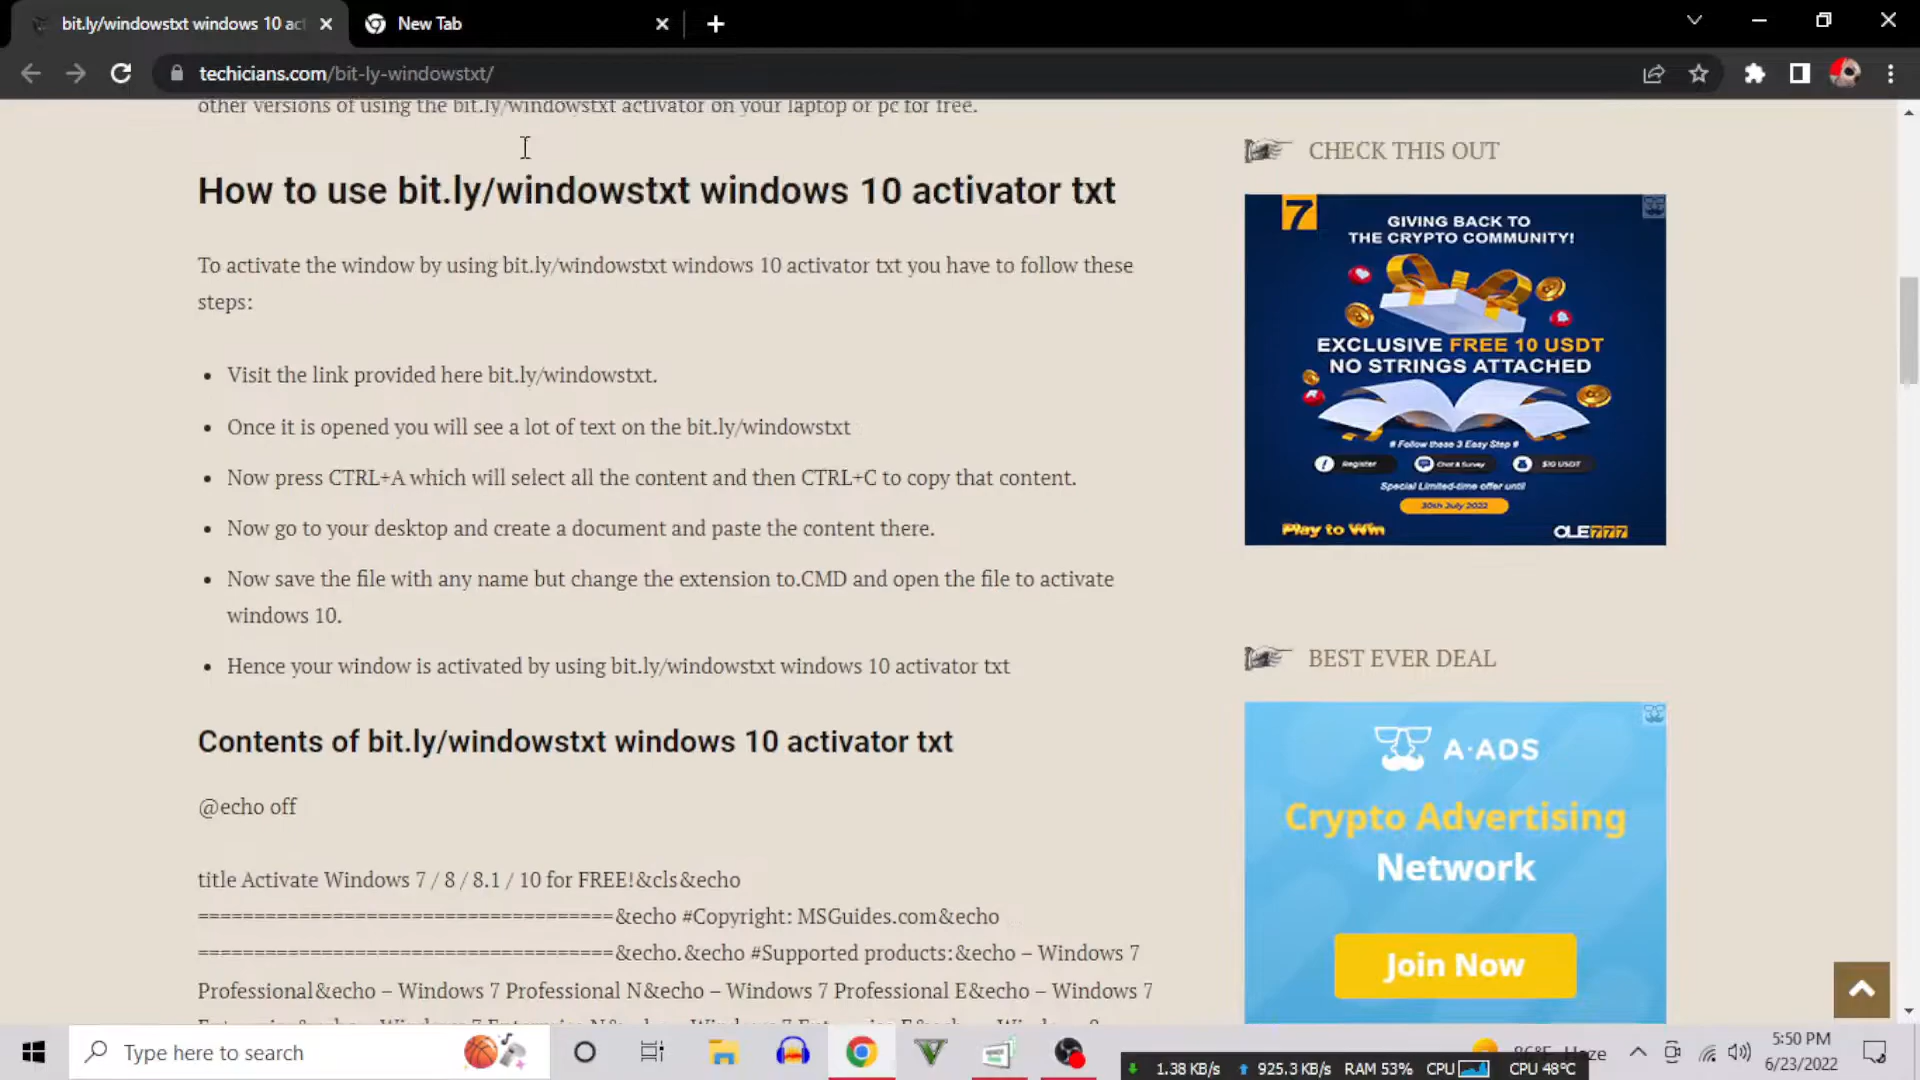 bit.ly/windowstxt windows 10 ac
New Tab
techicians.com/bit-ly-windowstxt/
other versions of using the bit.ly/windowstxt activator on your laptop or pc for free.
How to use bit.ly/windowstxt windows 10 activator txt
To activate the window by using bit.ly/windowstxt windows 10 activator txt you have to follow these
steps:
• Visit the link provided here bit.ly/windowstxt.
• Once it is opened you will see a lot of text on the bit.ly/windowstxt
• Now press CTRL+A which will select all the content and then CTRL+C to copy that content.
• Now go to your desktop and create a document and paste the content there.
• Now save the file with any name but change the extension to.CMD and open the file to activate
windows 10.
• Hence your window is activated by using bit.ly/windowstxt windows 10 activator txt
Contents of bit.ly/windowstxt windows 10 activator txt
@echo off
title Activate Windows 7 / 8 / 8.1 / 10 for FREE!&cls&echo
=====================================&echo #Copyright: MSGuides.com&echo
=====================================&echo.&echo #Supported products:&echo – Windows 7
Professional&echo – Windows 7 Professional N&echo – Windows 7 Professional E&echo – Windows 7
CHECK THIS OUT
7
GIVING BACK TO
THE CRYPTO COMMUNITY!
EXCLUSIVE FREE 10 USDT
NO STRINGS ATTACHED
# Follow these 3 Easy Step #
Register
Chat & Survey
$10 USDT
Special Limited-time offer until
30th July 2022
Play to Win
OLE777
BEST EVER DEAL
A-ADS
Crypto Advertising
Network
Join Now
Type here to search
86°F Haze
5:50 PM
6/23/2022
1.38 KB/s
925.3 KB/s
RAM 53%
CPU
CPU 48°C